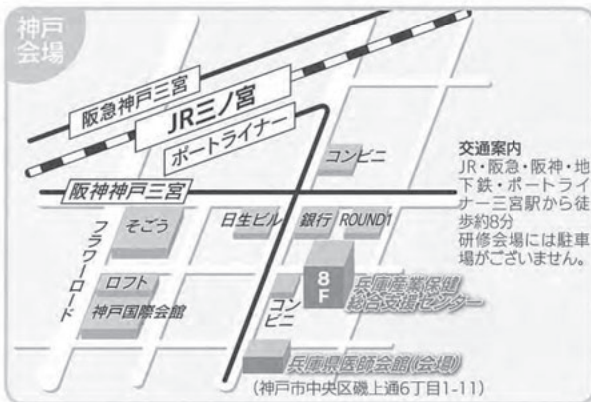 神戸
会場
阪急神戸三宮
JR三ノ宮
ポートライナー
コンビニ
阪神神戸三宮
フラワーロード
そごう
日生ビル
銀行
ROUND1
ロフト
神戸国際会館
コンビニ
8
F
兵庫産業保健
総合支援センター
兵庫県医師会館(会場)
(神戸市中央区磯上通6丁目1-11)
交通案内
JR・阪急・阪神・地
下鉄・ポートライ
ナー三宮駅から徒
歩約8分
研修会場には駐車
場がございません。